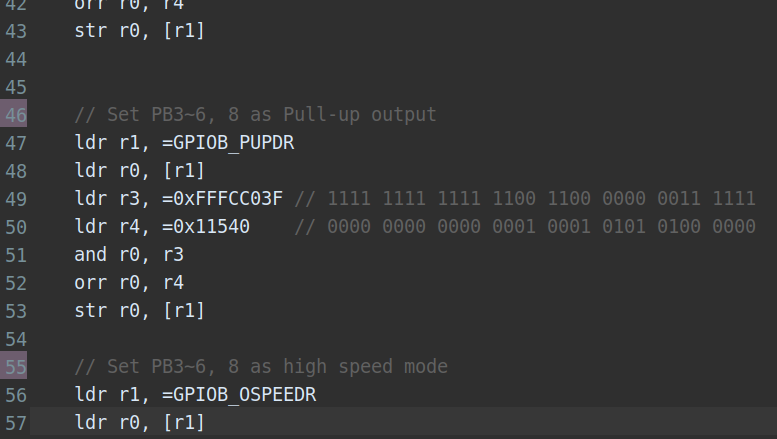 42 orr r0, r4
43 str r0, [r1]
44
45
46 // Set PB3~6, 8 as Pull-up output
47 ldr r1, =GPIOB_PUPDR
48 ldr r0, [r1]
49 ldr r3, =0xFFFCC03F // 1111 1111 1111 1100 1100 0000 0011 1111
50 ldr r4, =0x11540 // 0000 0000 0000 0001 0001 0101 0100 0000
51 and r0, r3
52 orr r0, r4
53 str r0, [r1]
54
55 // Set PB3~6, 8 as high speed mode
56 ldr r1, =GPIOB_OSPEEDR
57 ldr r0, [r1]